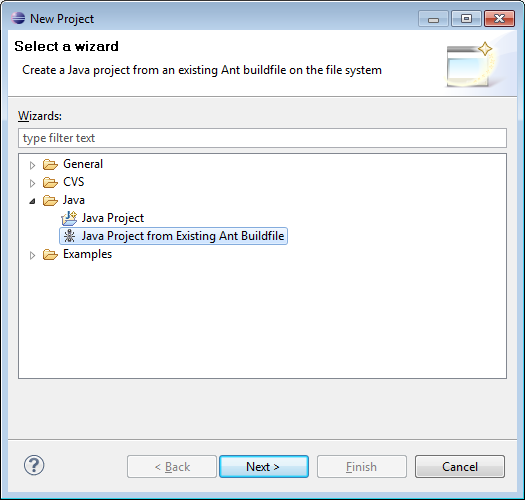 New Project
Select a wizard
Create a Java project from an existing Ant buildfile on the file system
Wizards:
type filter text
General
CVS
Java
Java Project
Java Project from Existing Ant Buildfile
Examples
?
< Back
Next >
Finish
Cancel